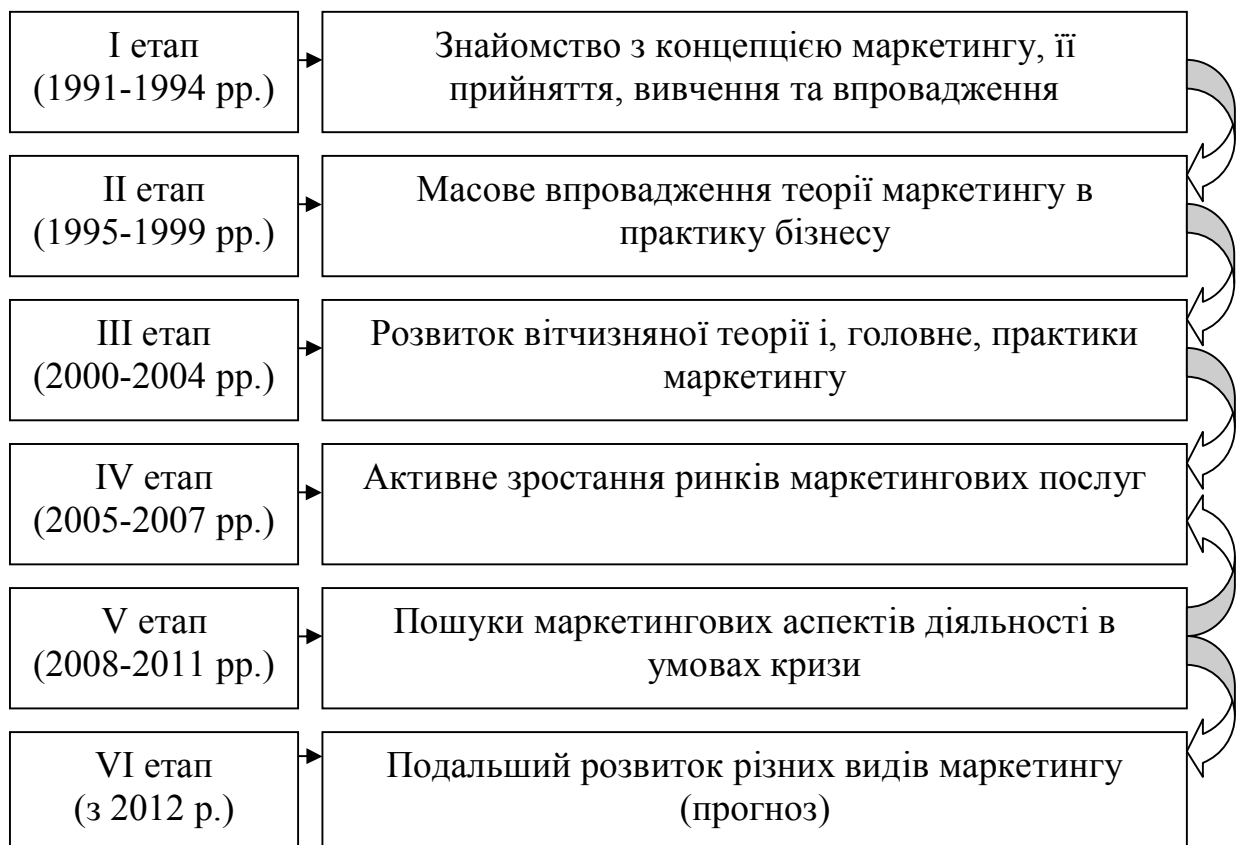 I етап
(1991-1994 рр.)
Знайомство з концепцією маркетингу, її
прийняття, вивчення та впровадження
II етап
(1995-1999 рр.)
Масове впровадження теорії маркетингу в
практику бізнесу
III етап
(2000-2004 рр.)
Розвиток вітчизняної теорії і, головне, практики
маркетингу
IV етап
(2005-2007 рр.)
Активне зростання ринків маркетингових послуг
V етап
(2008-2011 рр.)
Пошуки маркетингових аспектів діяльності в
умовах кризи
VI етап
(з 2012 р.)
Подальший розвиток різних видів маркетингу
(прогноз)